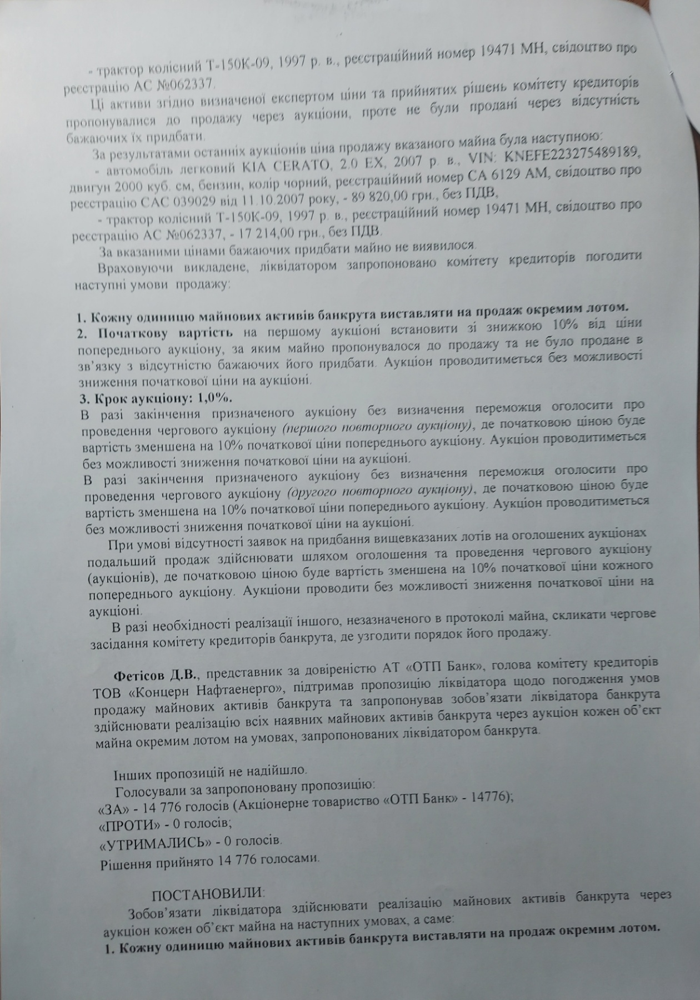 - трактор колісний Т-150К-09, 1997 р. в., реєстраційний номер 19471 МН, свідоцтво про
реєстрацію АС №062337.
Ці активи згідно визначеної експертом ціни та прийнятих рішень комітету кредиторів
пропонувалися до продажу через аукціони, проте не були продані через відсутність
бажаючих їх придбати.
За результатами останніх аукціонів ціна продажу вказаного майна була наступною:
- автомобіль легковий KIA CERATO, 2.0 EX, 2007 р. в., VIN: KNEFE223275489189,
двигун 2000 куб. см, бензин, колір чорний, реєстраційний номер СА 6129 АМ, свідоцтво про
реєстрацію САС 039029 від 11.10.2007 року, - 89 820,00 грн., без ПДВ,
- трактор колісний Т-150К-09, 1997 р. в., реєстраційний номер 19471 МН, свідоцтво про
реєстрацію АС №062337, - 17 214,00 грн., без ПДВ.
За вказаними цінами бажаючих придбати майно не виявилося.
Враховуючи викладене, ліквідатором запропоновано комітету кредиторів погодити
наступні умови продажу:
1. Кожну одиницю майнових активів банкрута виставляти на продаж окремим лотом.
2. Початкову вартість на першому аукціоні встановити зі знижкою 10% від ціни
попереднього аукціону, за яким майно пропонувалося до продажу та не було продане в
зв’язку з відсутністю бажаючих його придбати. Аукціон проводитиметься без можливості
зниження початкової ціни на аукціоні.
3. Крок аукціону: 1,0%.
В разі закінчення призначеного аукціону без визначення переможця оголосити про
проведення чергового аукціону (першого повторного аукціону), де початковою ціною буде
вартість зменшена на 10% початкової ціни попереднього аукціону. Аукціон проводитиметься
без можливості зниження початкової ціни на аукціоні.
В разі закінчення призначеного аукціону без визначення переможця оголосити про
проведення чергового аукціону (другого повторного аукціону), де початковою ціною буде
вартість зменшена на 10% початкової ціни попереднього аукціону. Аукціон проводитиметься
без можливості зниження початкової ціни на аукціоні.
При умові відсутності заявок на придбання вищевказаних лотів на оголошених аукціонах
подальший продаж здійснювати шляхом оголошення та проведення чергового аукціону
(аукціонів), де початковою ціною буде вартість зменшена на 10% початкової ціни кожного
попереднього аукціону. Аукціони проводити без можливості зниження початкової ціни на
аукціоні.
В разі необхідності реалізації іншого, незазначеного в протоколі майна, скликати чергове
засідання комітету кредиторів банкрута, де узгодити порядок його продажу.
Фетісов Д.В., представник за довіреністю АТ «ОТП Банк», голова комітету кредиторів
ТОВ «Концерн Нафтаенерго», підтримав пропозицію ліквідатора щодо погодження умов
продажу майнових активів банкрута та запропонував зобов’язати ліквідатора банкрута
здійснювати реалізацію всіх наявних майнових активів банкрута через аукціон кожен об’єкт
майна окремим лотом на умовах, запропонованих ліквідатором банкрута.
Інших пропозицій не надійшло.
Голосували за запропоновану пропозицію:
«ЗА» - 14 776 голосів (Акціонерне товариство «ОТП Банк» - 14776);
«ПРОТИ» - 0 голосів;
«УТРИМАЛИСЬ» - 0 голосів.
Рішення прийнято 14 776 голосами.
ПОСТАНОВИЛИ:
Зобов’язати ліквідатора здійснювати реалізацію майнових активів банкрута через
аукціон кожен об’єкт майна на наступних умовах, а саме:
1. Кожну одиницю майнових активів банкрута виставляти на продаж окремим лотом.